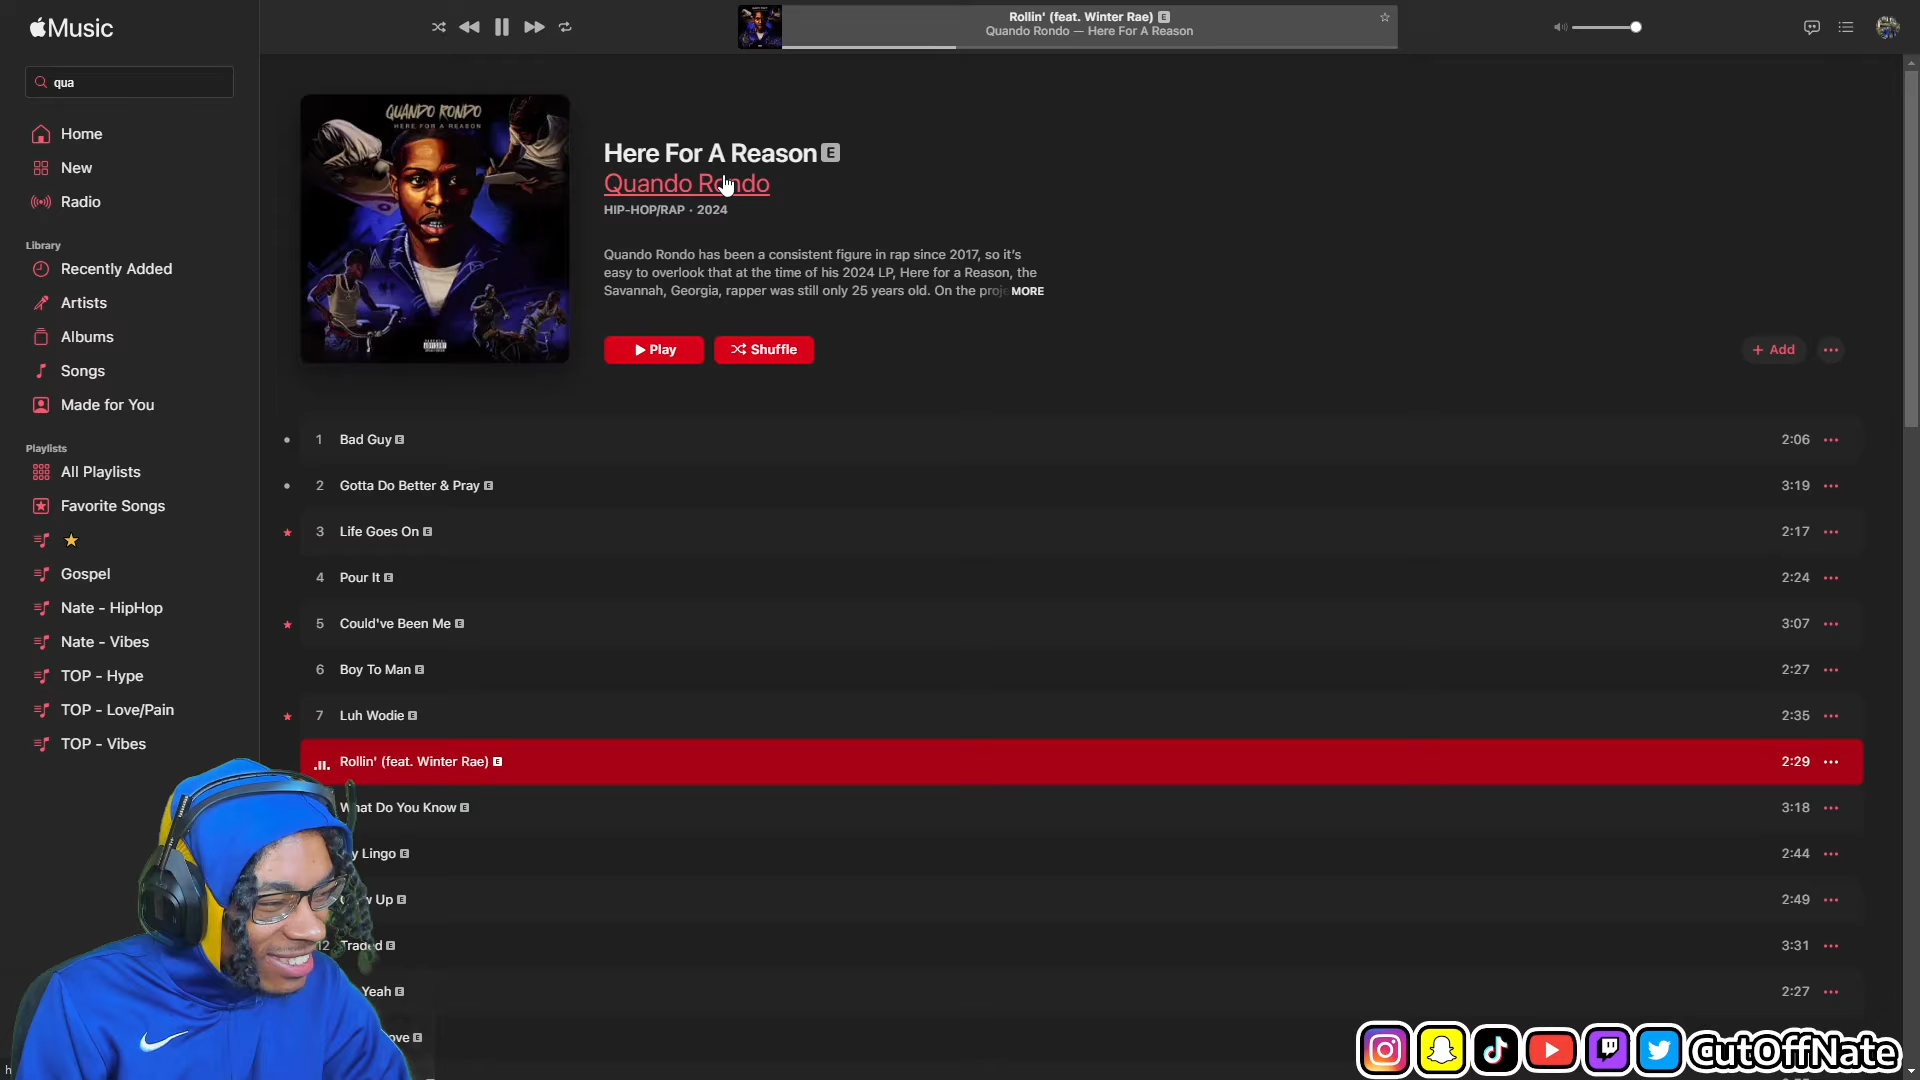 Music
Rollin' (feat. Winter Rae) E
Quando Rondo — Here For A Reason
qua
Home
New
Radio
Library
Recently Added
Artists
Albums
Songs
Made for You
Playlists
All Playlists
Favorite Songs
Gospel
Nate - HipHop
Nate - Vibes
TOP - Hype
TOP - Love/Pain
TOP - Vibes
QUANDO RONDO
HERE FOR A REASON
Here For A Reason E
Quando Rondo
HIP-HOP/RAP · 2024
Quando Rondo has been a consistent figure in rap since 2017, so it's
easy to overlook that at the time of his 2024 LP, Here for a Reason, the
Savannah, Georgia, rapper was still only 25 years old. On the proje MORE
Play
Shuffle
+ Add
1 Bad Guy E 2:06
2 Gotta Do Better & Pray E 3:19
3 Life Goes On E 2:17
4 Pour It E 2:24
5 Could've Been Me E 3:07
6 Boy To Man E 2:27
7 Luh Wodie E 2:35
Rollin' (feat. Winter Rae) E 2:29
What Do You Know E 3:18
y Lingo E 2:44
Up E 2:49
12 Traded E 3:31
Yeah E 2:27
ove E
CutOffNate